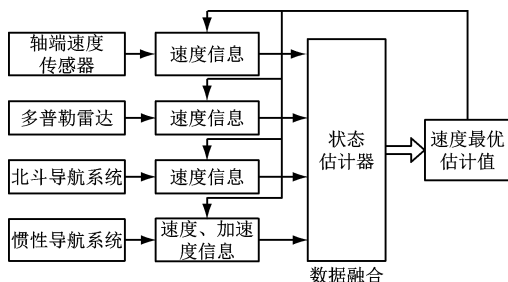 轴端速度
传感器
速度信息
多普勒雷达
速度信息
北斗导航系统
速度信息
惯性导航系统
速度、加速
度信息
状态
估计器
数据融合
速度最优
估计值